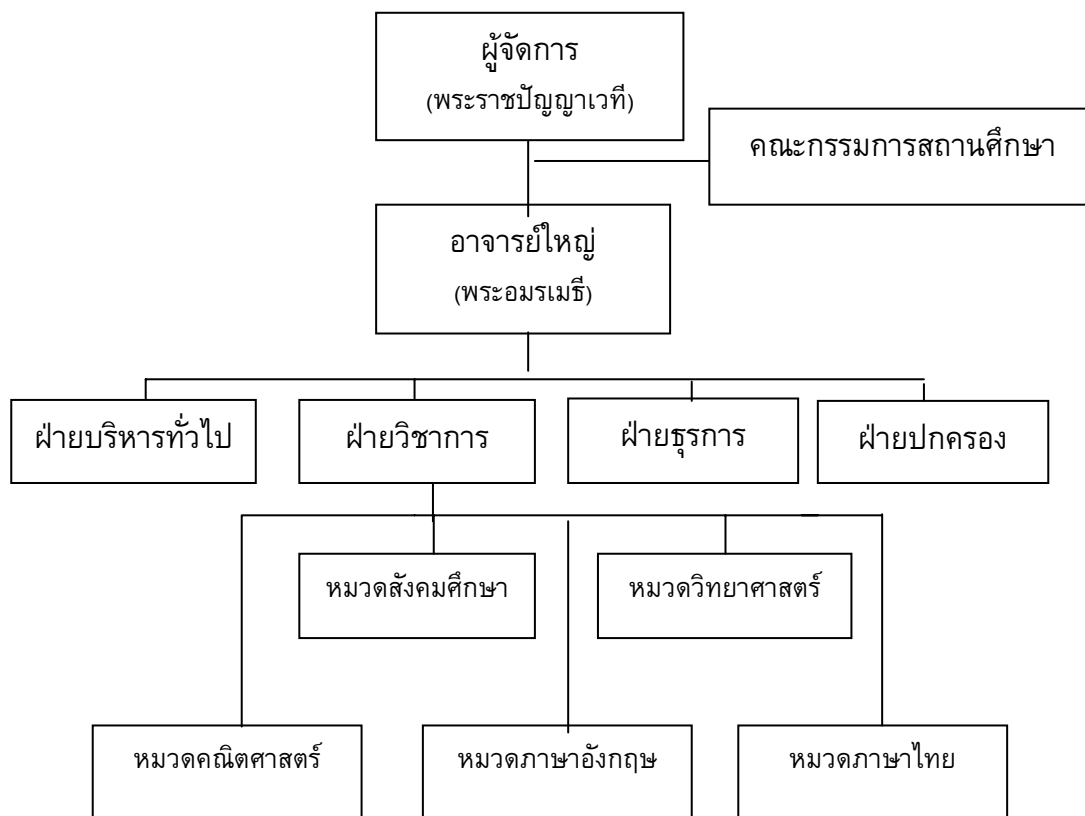 ผู้จัดการ
(พระราชปัญญาเวที)
คณะกรรมการสถานศึกษา
อาจารย์ใหญ่
(พระอมรเมธี)
ฝ่ายบริหารทั่วไป
ฝ่ายวิชาการ
ฝ่ายธุรการ
ฝ่ายปกครอง
หมวดสังคมศึกษา
หมวดวิทยาศาสตร์
หมวดคณิตศาสตร์
หมวดภาษาอังกฤษ
หมวดภาษาไทย